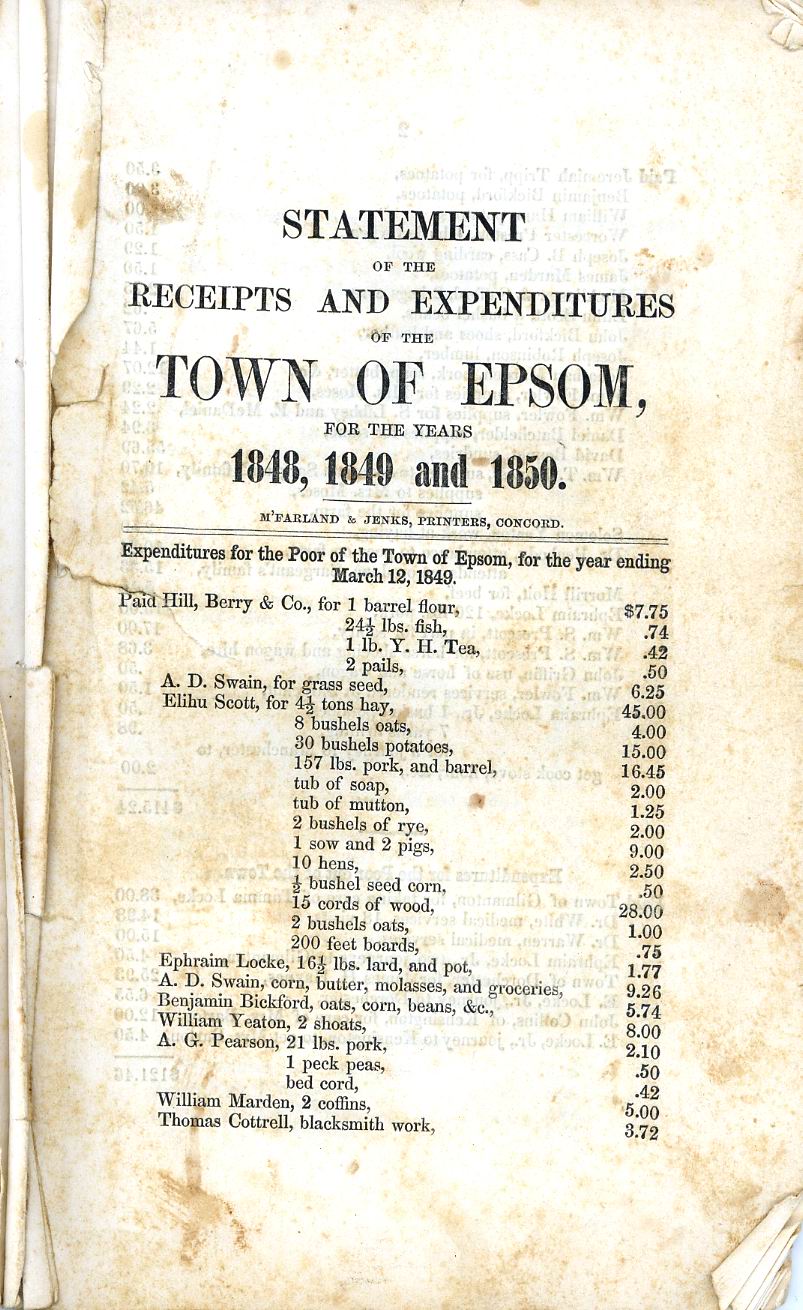 STATEMENT
OF THE
RECEIPTS AND EXPENDITURES
OF THE
TOWN OF EPSOM,
FOR THE YEARS
1848, 1849 and 1850.
M'FARLAND & JENKS, PRINTERS, CONCORD.
Expenditures for the Poor of the Town of Epsom, for the year ending
March 12, 1849.
Paid Hill, Berry & Co., for 1 barrel flour, $7.75
24½ lbs. fish, .74
1 lb. Y. H. Tea, .42
2 pails, .50
A. D. Swain, for grass seed, 6.25
Elihu Scott, for 4½ tons hay, 45.00
8 bushels oats, 4.00
30 bushels potatoes, 15.00
157 lbs. pork, and barrel, 16.45
tub of soap, 2.00
tub of mutton, 1.25
2 bushels of rye, 2.00
1 sow and 2 pigs, 9.00
10 hens, 2.50
½ bushel seed corn, .50
15 cords of wood, 28.00
2 bushels oats, 1.00
200 feet boards, .75
Ephraim Locke, 16½ lbs. lard, and pot, 1.77
A. D. Swain, corn, butter, molasses, and groceries, 9.26
Benjamin Bickford, oats, corn, beans, &c., 5.74
William Yeaton, 2 shoats, 8.00
A. G. Pearson, 21 lbs. pork, 2.10
1 peck peas, .50
bed cord, .42
William Marden, 2 coffins, 5.00
Thomas Cottrell, blacksmith work, 3.72